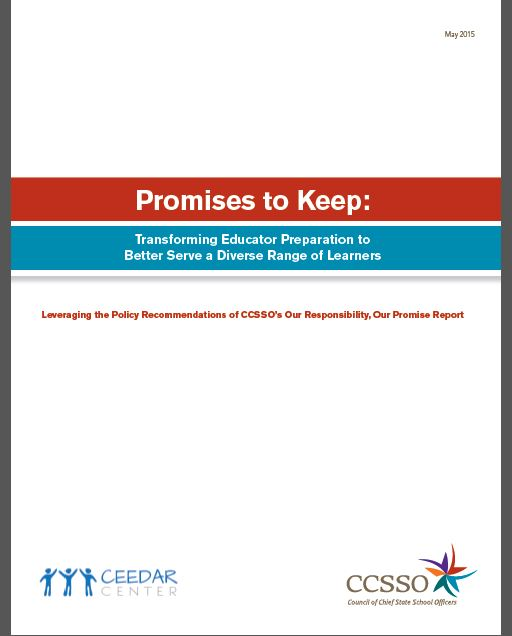 May 2015
Promises to Keep:
Transforming Educator Preparation to
Better Serve a Diverse Range of Learners
Leveraging the Policy Recommendations of CCSSO's Our Responsibility, Our Promise Report
CEEDAR
CENTER
CCSSO
Council of Chief State School Officers